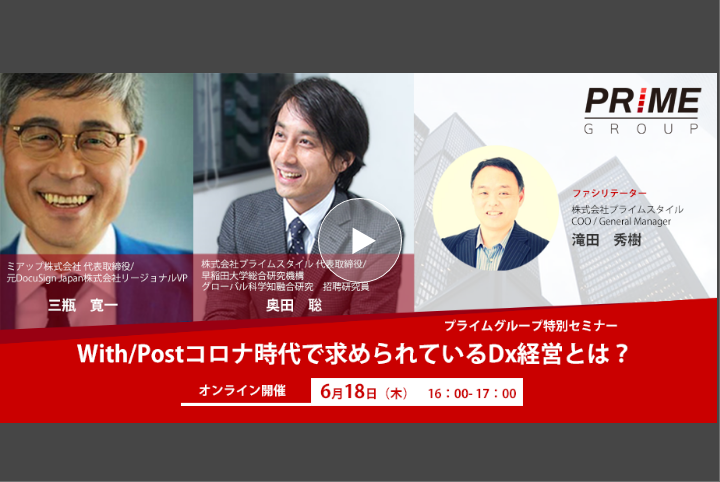 PRIME
GROUP
ファシリテーター
株式会社プライムスタイル
COO / General Manager
滝田　秀樹
ミアップ株式会社 代表取締役/
元DocuSign Japan株式会社リージョナルVP
三瓶　寛一
株式会社プライムスタイル 代表取締役/
早稲田大学総合研究機構
グローバル科学知融合研究　招聘研究員
奥田　聡
プライムグループ特別セミナー
With/Postコロナ時代で求められているDx経営とは？
オンライン開催
6月18日（木）　16：00- 17：00